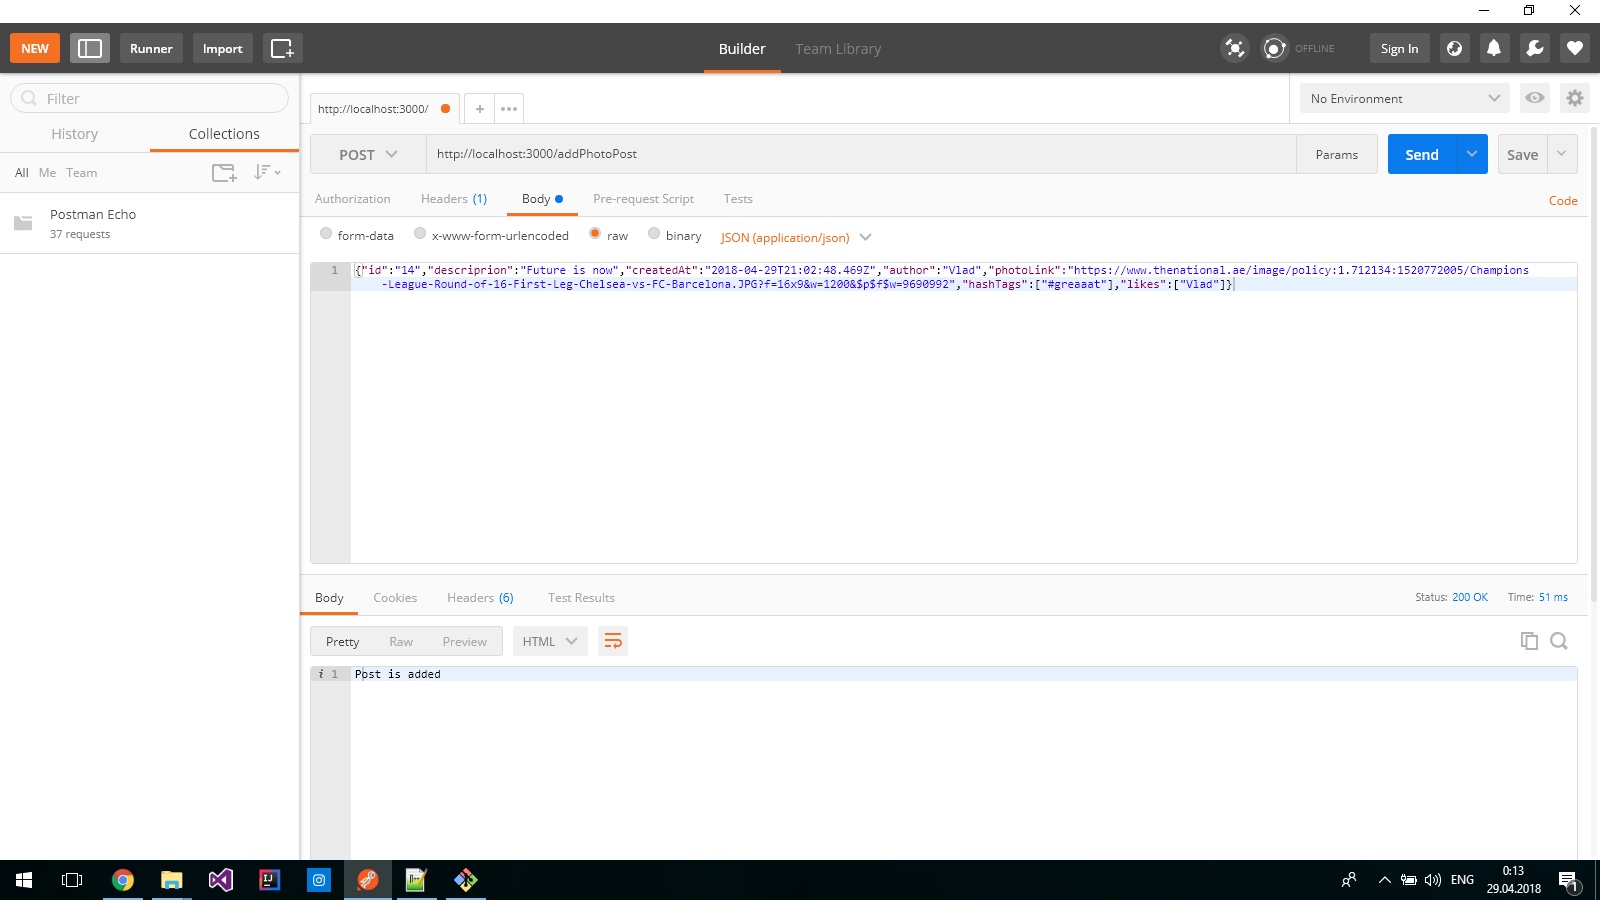 NEW
Runner
Import
Builder
Team Library
OFFLINE
Sign In
Filter
History
Collections
All
Me
Team
Postman Echo
37 requests
http://localhost:3000/
+
No Environment
POST
http://localhost:3000/addPhotoPost
Params
Send
Save
Authorization
Headers (1)
Body
Pre-request Script
Tests
Code
form-data
x-www-form-urlencoded
raw
binary
JSON (application/json)
1
{"id":"14","descriprion":"Future is now","createdAt":"2018-04-29T21:02:48.469Z","author":"Vlad","photoLink":"https://www.thenational.ae/image/policy:1.712134:1520772005/Champions
-League-Round-of-16-First-Leg-Chelsea-vs-FC-Barcelona.JPG?f=16x9&w=1200&$p$f$w=9690992","hashTags":["#greaaat"],"likes":["Vlad"]}
Body
Cookies
Headers (6)
Test Results
Status: 200 OK
Time: 51 ms
Pretty
Raw
Preview
HTML
i 1
Post is added
IJ
ENG
0:13
29.04.2018
1